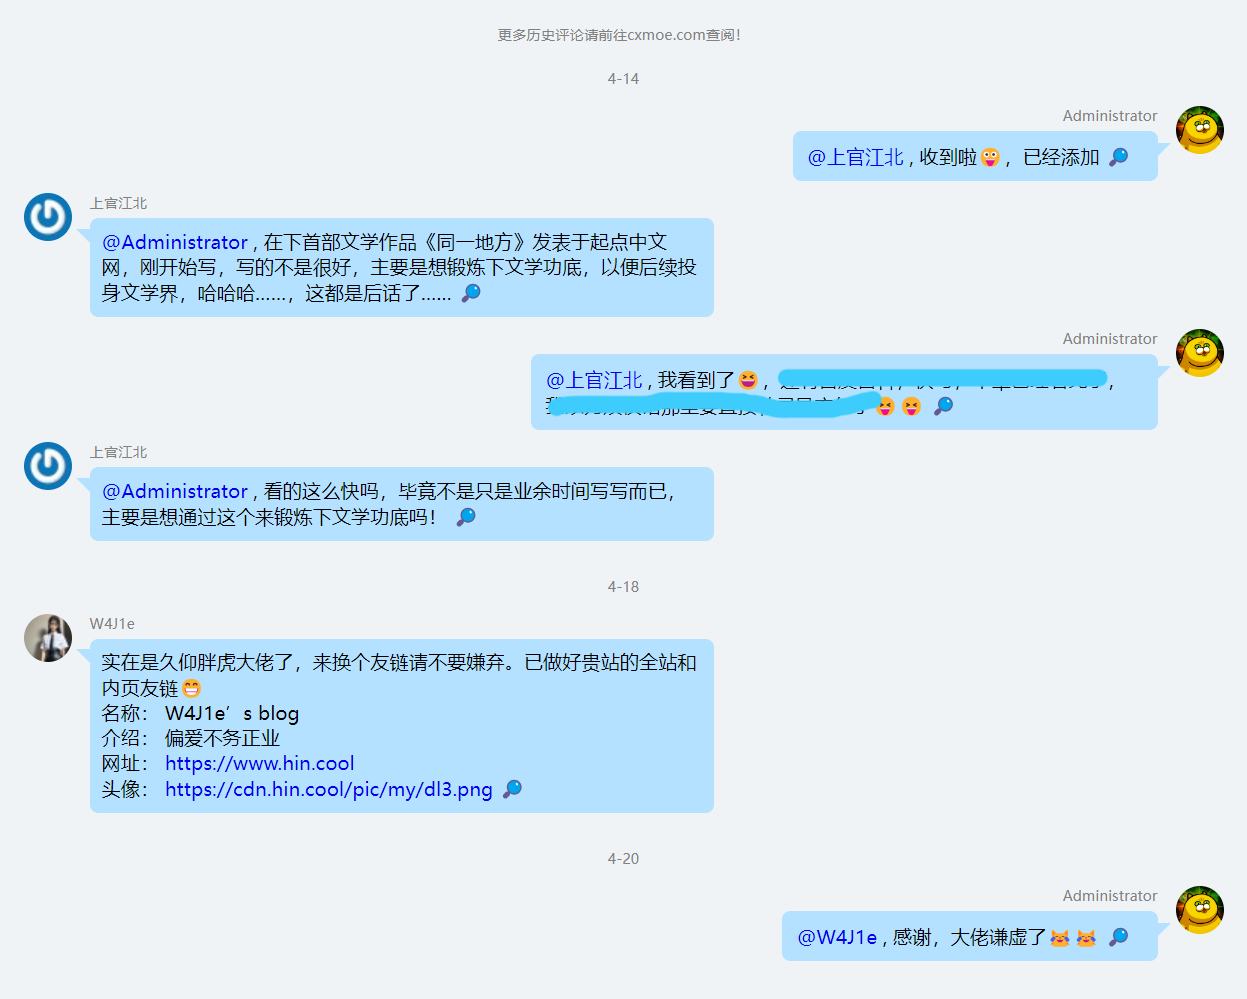 更多历史评论请前往cxmoe.com查阅!
4-14
Administrator
@上官江北 , 收到啦😜， 已经添加 🔎
上官江北
@Administrator , 在下首部文学作品《同一地方》发表于起点中文
网，刚开始写，写的不是很好，主要是想锻炼下文学功底，以便后续投
身文学界，哈哈哈……，这都是后话了…… 🔎
Administrator
@上官江北 , 我看到了😆，
😝 😝 🔎
上官江北
@Administrator , 看的这么快吗，毕竟不是只是业余时间写写而已，
主要是想通过这个来锻炼下文学功底吗！ 🔎
4-18
W4J1e
实在是久仰胖虎大佬了，来换个友链请不要嫌弃。已做好贵站的全站和
内页友链😁
名称： W4J1e’s blog
介绍： 偏爱不务正业
网址： https://www.hin.cool
头像： https://cdn.hin.cool/pic/my/dl3.png 🔎
4-20
Administrator
@W4J1e , 感谢，大佬谦虚了😹 😹 🔎